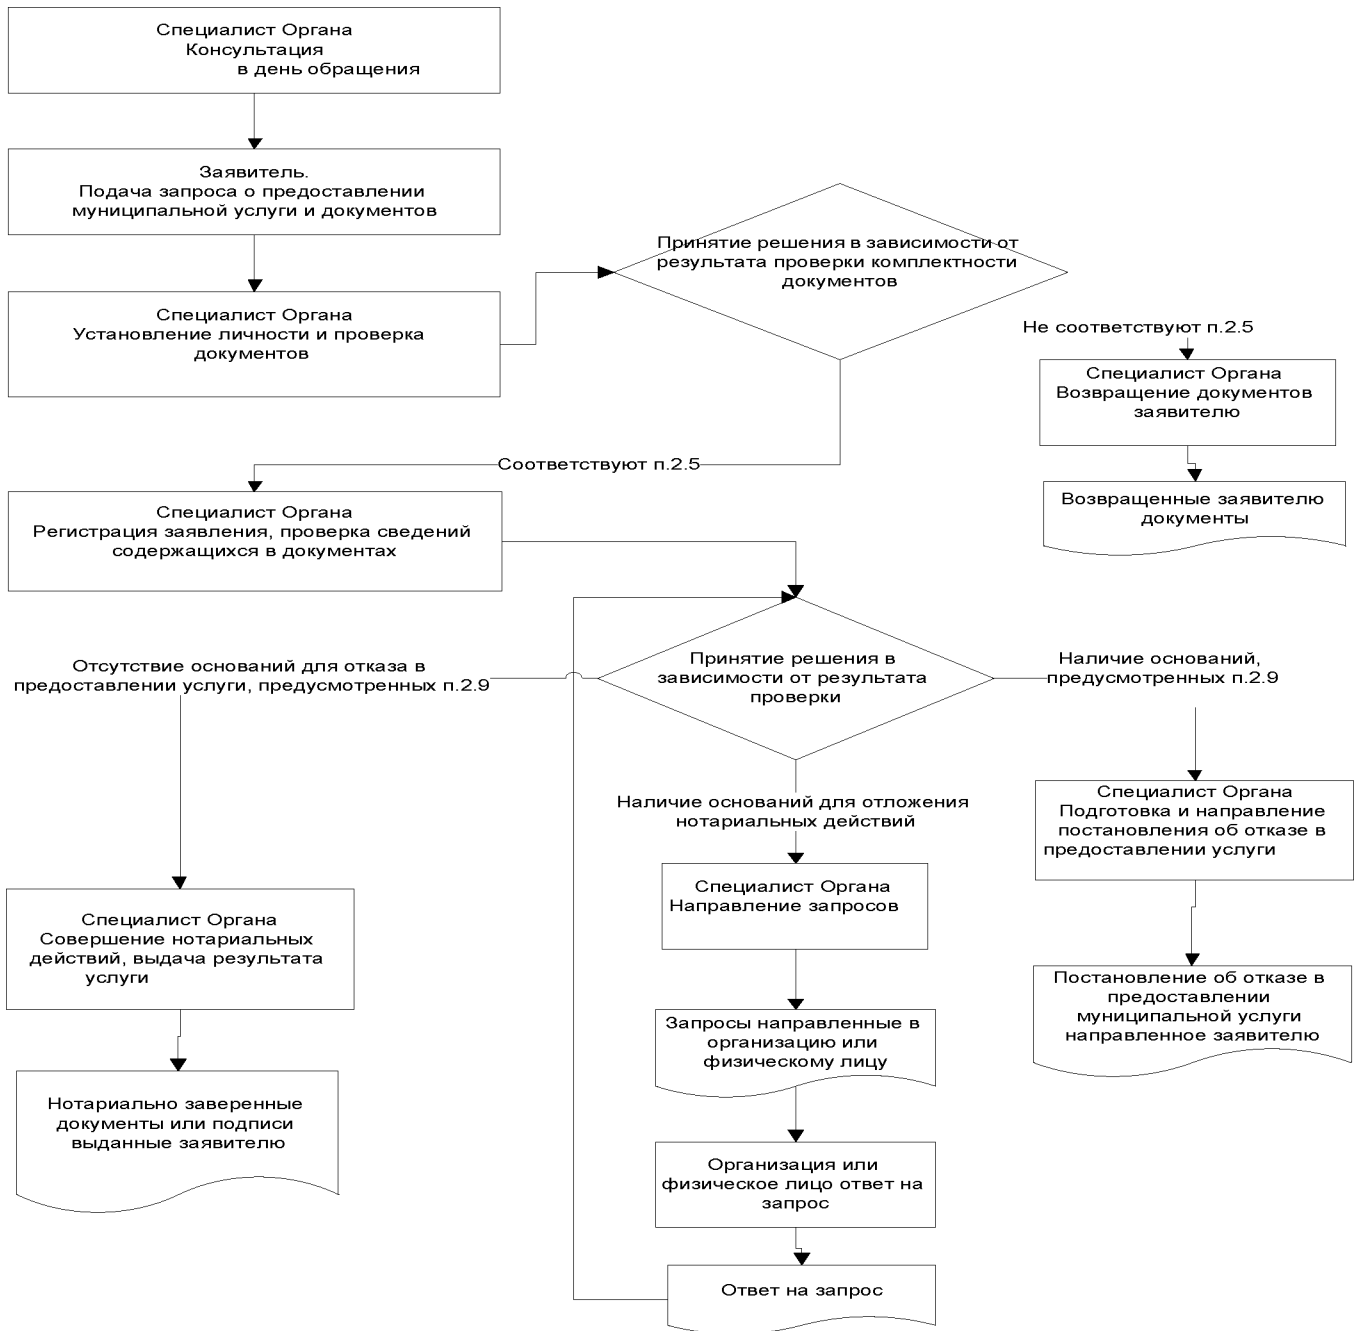 Специалист Органа
Консультация
в день обращения
Заявитель.
Подача запроса о предоставлении
муниципальной услуги и документов
Специалист Органа
Установление личности и проверка
документов
Принятие решения в зависимости от
результата проверки комплектности
документов
Не соответствуют п.2.5
Специалист Органа
Возвращение документов
заявителю
Возвращенные заявителю
документы
Соответствуют п.2.5
Специалист Органа
Регистрация заявления, проверка сведений
содержащихся в документах
Принятие решения в
зависимости от результата
проверки
Отсутствие оснований для отказа в
предоставлении услуги, предусмотренных п.2.9
Наличие оснований,
предусмотренных п.2.9
Наличие оснований для отложения
нотариальных действий
Специалист Органа
Подготовка и направление
постановления об отказе в
предоставлении услуги
Специалист Органа
Направление запросов
Специалист Органа
Совершение нотариальных
действий, выдача результата
услуги
Постановление об отказе в
предоставлении
муниципальной услуги
направленное заявителю
Запросы направленные в
организацию или
физическому лицу
Нотариально заверенные
документы или подписи
выданные заявителю
Организация или
физическое лицо ответ на
запрос
Ответ на запрос